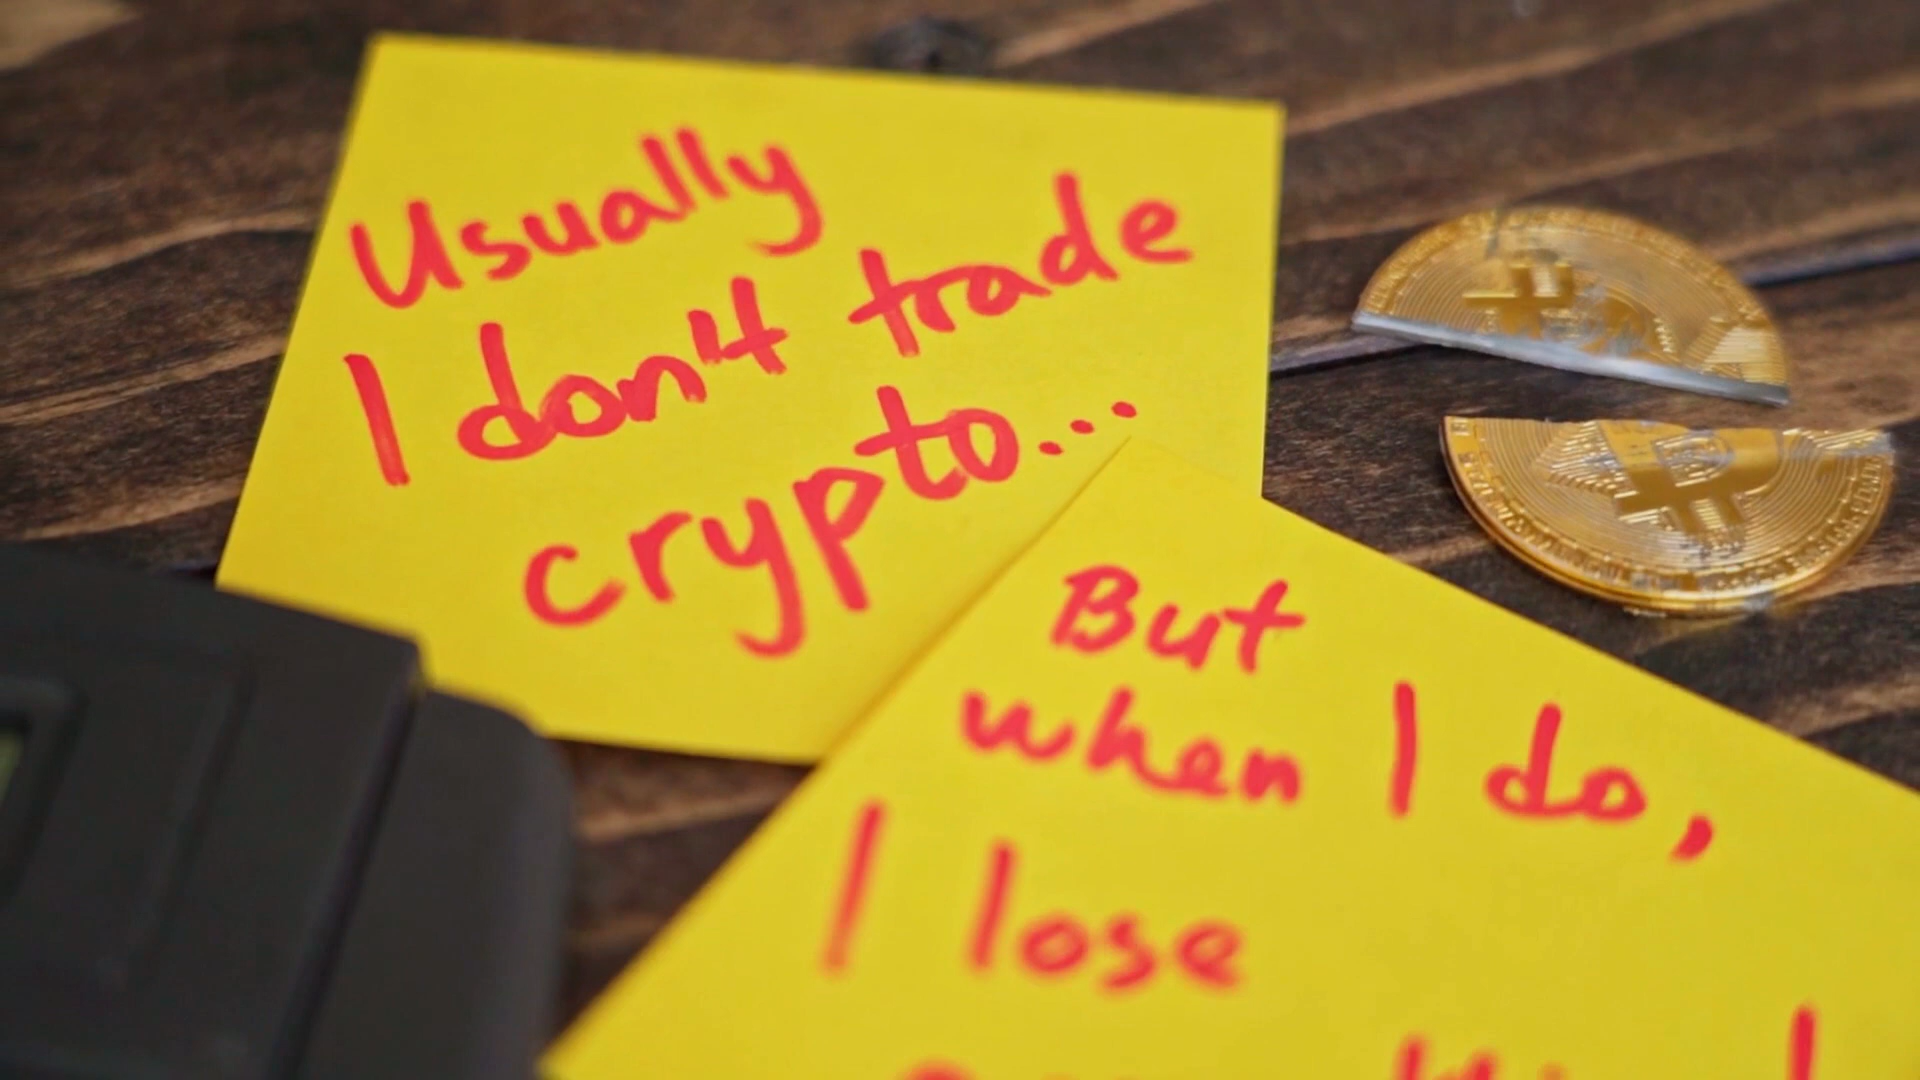 Usually
I don't trade
crypto...
But
when I do,
I lose